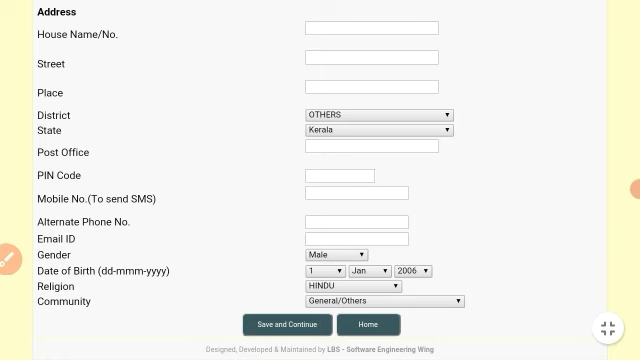 Address
House Name/No.
Street
Place
District OTHERS
State Kerala
Post Office
PIN Code
Mobile No.(To send SMS)
Alternate Phone No.
Email ID
Gender Male
Date of Birth (dd-mmm-yyyy) 1 Jan 2006
Religion HINDU
Community General/Others
Save and Continue Home
Designed, Developed & Maintained by LBS - Software Engineering Wing